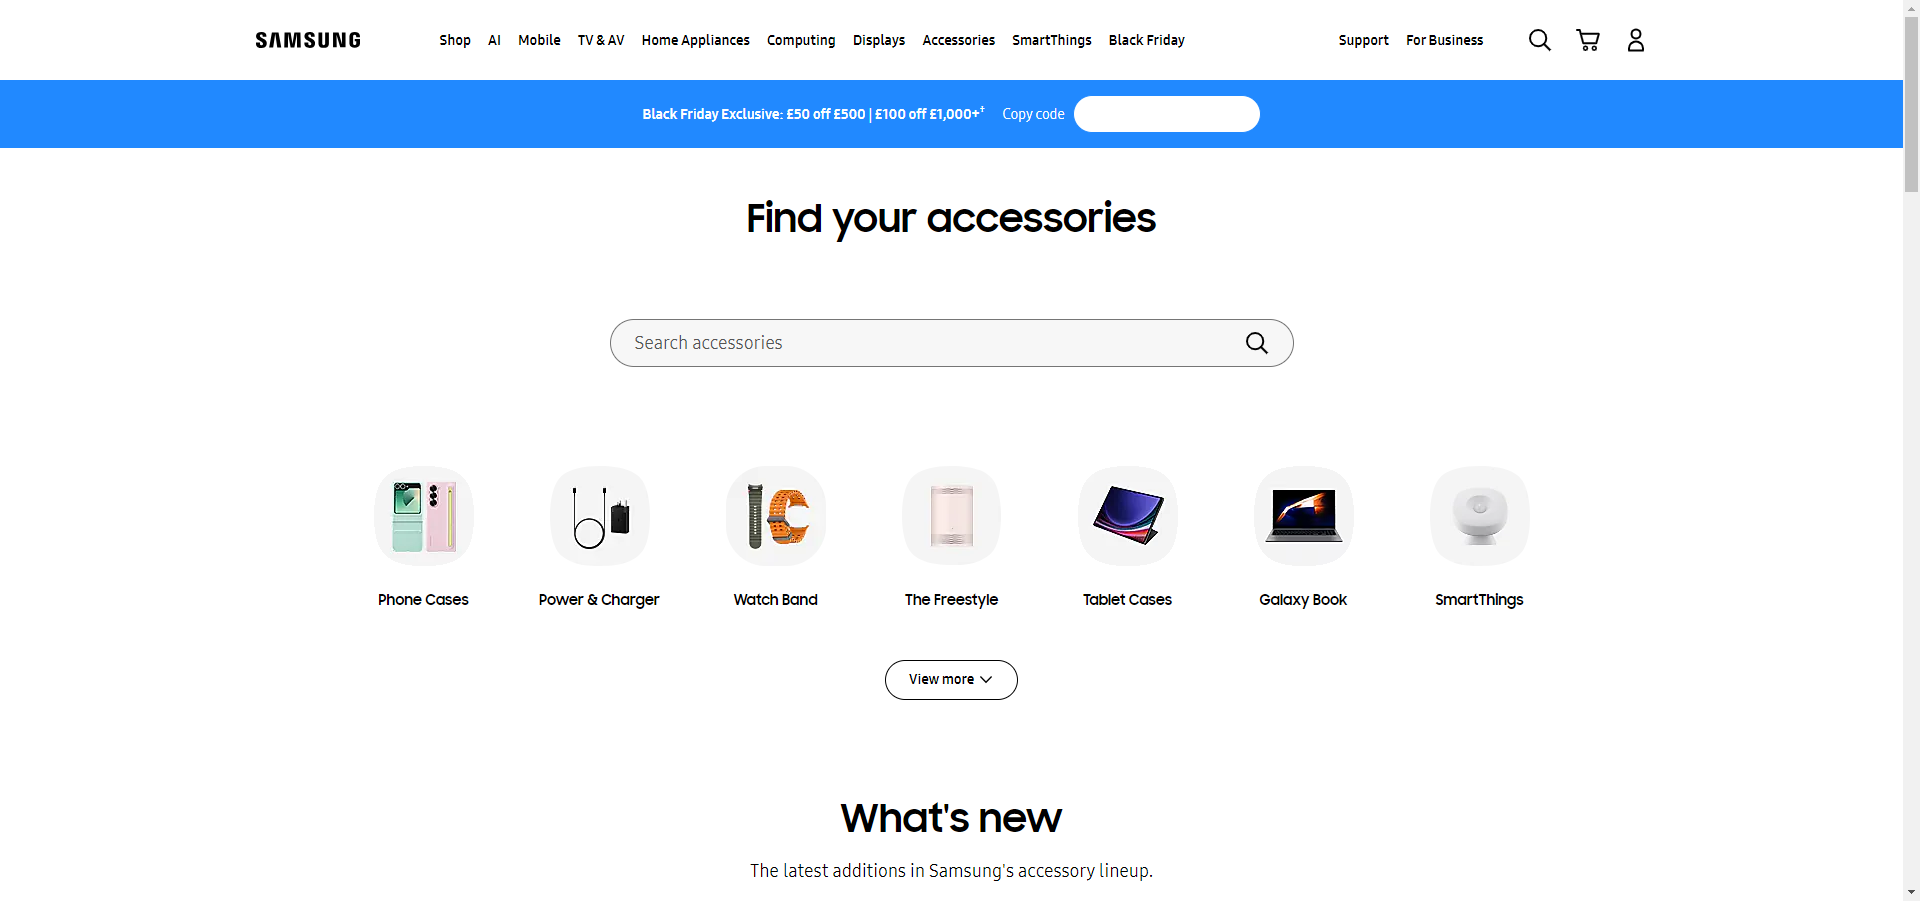 SAMSUNG
Shop AI Mobile TV & AV Home Appliances Computing Displays Accessories SmartThings Black Friday Support For Business
Black Friday Exclusive: £50 off £500 | £100 off £1,000+† Copy code
Find your accessories
Search accessories
Phone Cases Power & Charger Watch Band The Freestyle Tablet Cases Galaxy Book SmartThings
View more
What's new
The latest additions in Samsung's accessory lineup.